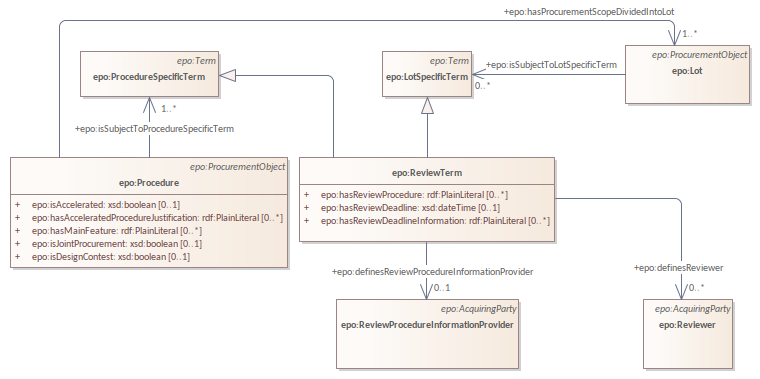 +epo:hasProcurementScopeDividedIntoLot
1..*
epo:Term
epo:ProcedureSpecificTerm
epo:Term
epo:LotSpecificTerm
+epo:isSubjectToLotSpecificTerm
0..*
epo:ProcurementObject
epo:Lot
1..*
+epo:isSubjectToProcedureSpecificTerm
epo:ProcurementObject
epo:Procedure
+ epo:isAccelerated: xsd:boolean [0..1]
+ epo:hasAcceleratedProcedureJustification: rdf:PlainLiteral [0..*]
+ epo:hasMainFeature: rdf:PlainLiteral [0..*]
+ epo:isJointProcurement: xsd:boolean [0..1]
+ epo:isDesignContest: xsd:boolean [0..1]
epo:ReviewTerm
+ epo:hasReviewProcedure: rdf:PlainLiteral [0..*]
+ epo:hasReviewDeadline: xsd:dateTime [0..1]
+ epo:hasReviewDeadlineInformation: rdf:PlainLiteral [0..*]
+epo:definesReviewProcedureInformationProvider
0..1
+epo:definesReviewer
0..*
epo:AcquiringParty
epo:ReviewProcedureInformationProvider
epo:AcquiringParty
epo:Reviewer